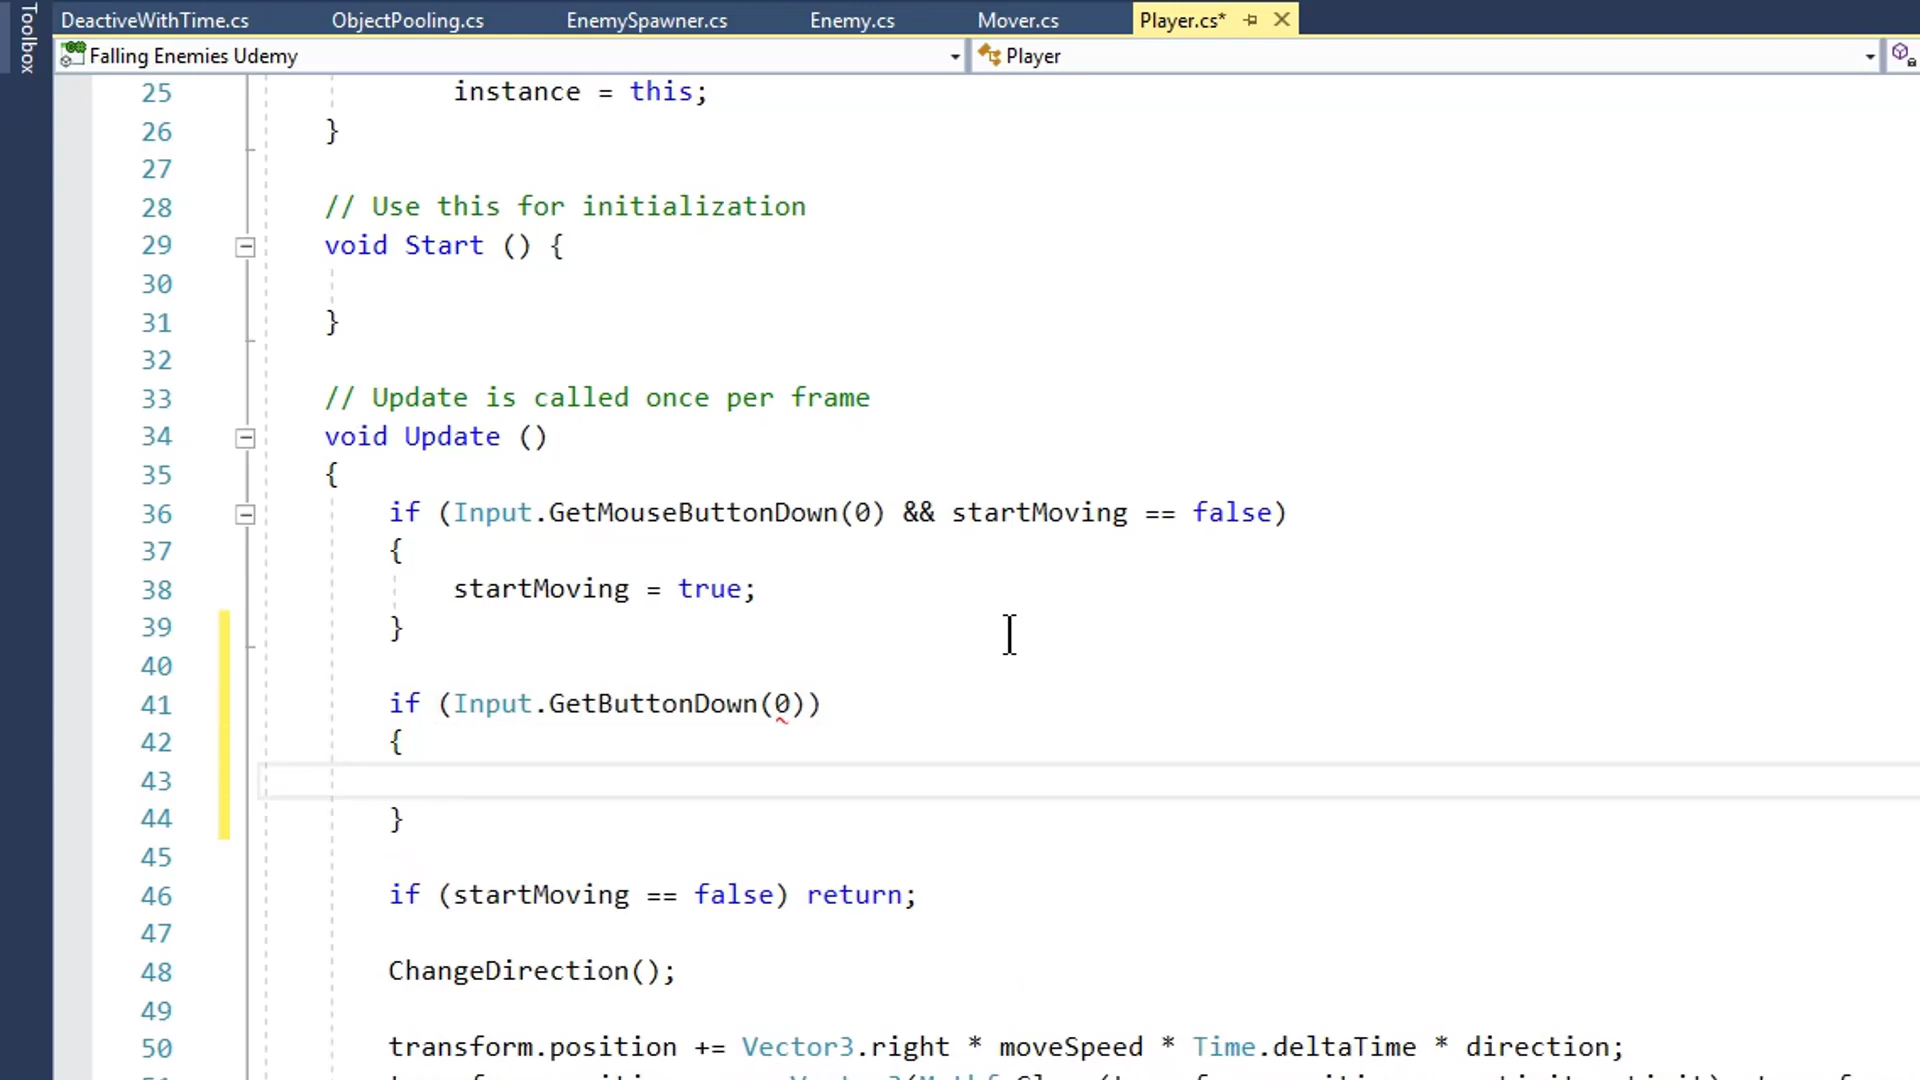 Toolbox
DeactiveWithTime.cs ObjectPooling.cs EnemySpawner.cs Enemy.cs Mover.cs Player.cs*
Falling Enemies Udemy Player
25 instance = this;
26 }
27
28 // Use this for initialization
29 void Start () {
30
31 }
32
33 // Update is called once per frame
34 void Update ()
35 {
36 if (Input.GetMouseButtonDown(0) && startMoving == false)
37 {
38 startMoving = true;
39 }
40
41 if (Input.GetButtonDown(0))
42 {
43
44 }
45
46 if (startMoving == false) return;
47
48 ChangeDirection();
49
50 transform.position += Vector3.right * moveSpeed * Time.deltaTime * direction;